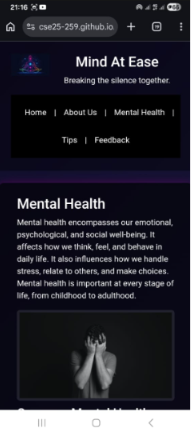 21:16
cse25-259.github.io
Mind At Ease
Breaking the silence together.
Home | About Us | Mental Health |
Tips | Feedback
Mental Health
Mental health encompasses our emotional,
psychological, and social well-being. It
affects how we think, feel, and behave in
daily life. It also influences how we handle
stress, relate to others, and make choices.
Mental health is important at every stage of
life, from childhood to adulthood.